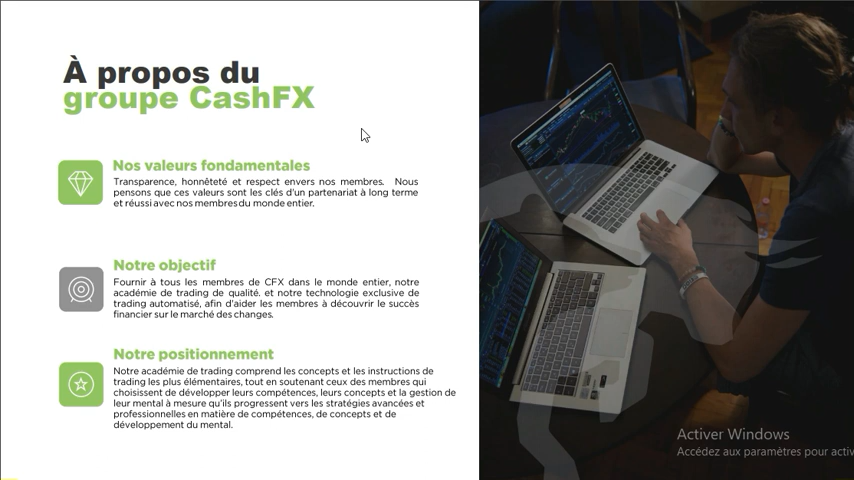 À propos du
groupe CashFX
Nos valeurs fondamentales
Transparence, honnêteté et respect envers nos membres. Nous
pensons que ces valeurs sont les clés d'un partenariat à long terme
et réussi avec nos membres du monde entier.
Notre objectif
Fournir à tous les membres de CFX dans le monde entier, notre
académie de trading de qualité. et notre technologie exclusive de
trading automatisé, afin d'aider les membres à découvrir le succès
financier sur le marché des changes.
Notre positionnement
Notre académie de trading comprend les concepts et les instructions de
trading les plus élémentaires, tout en soutenant ceux des membres qui
choisissent de développer leurs compétences, leurs concepts et la gestion de
leur mental à mesure qu'ils progressent vers les stratégies avancées et
professionnelles en matière de compétences, de concepts et de
développement du mental.
Activer Windows
Accédez aux paramètres pour activ